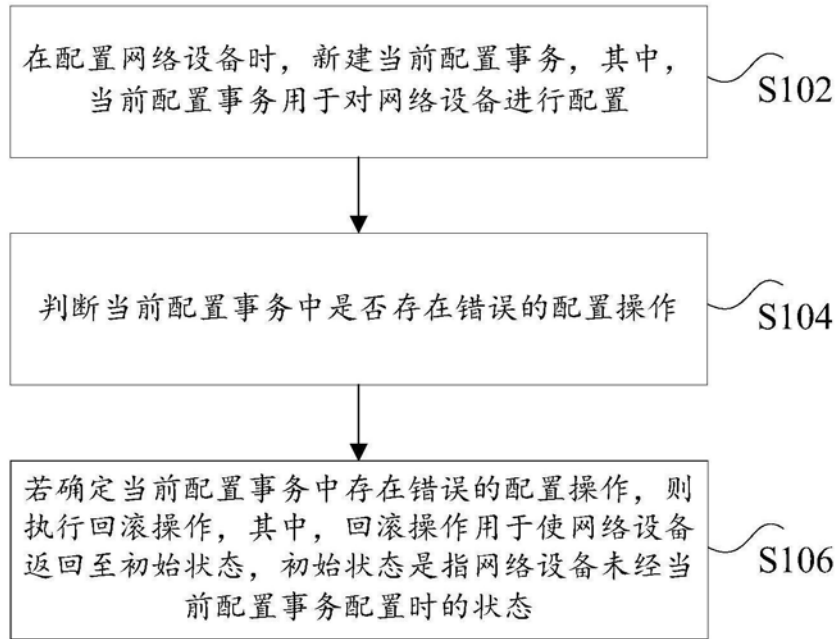 在配置网络设备时，新建当前配置事务，其中，
当前配置事务用于对网络设备进行配置
S102
判断当前配置事务中是否存在错误的配置操作
S104
若确定当前配置事务中存在错误的配置操作，则
执行回滚操作，其中，回滚操作用于使网络设备
返回至初始状态，初始状态是指网络设备未经当
前配置事务配置时的状态
S106